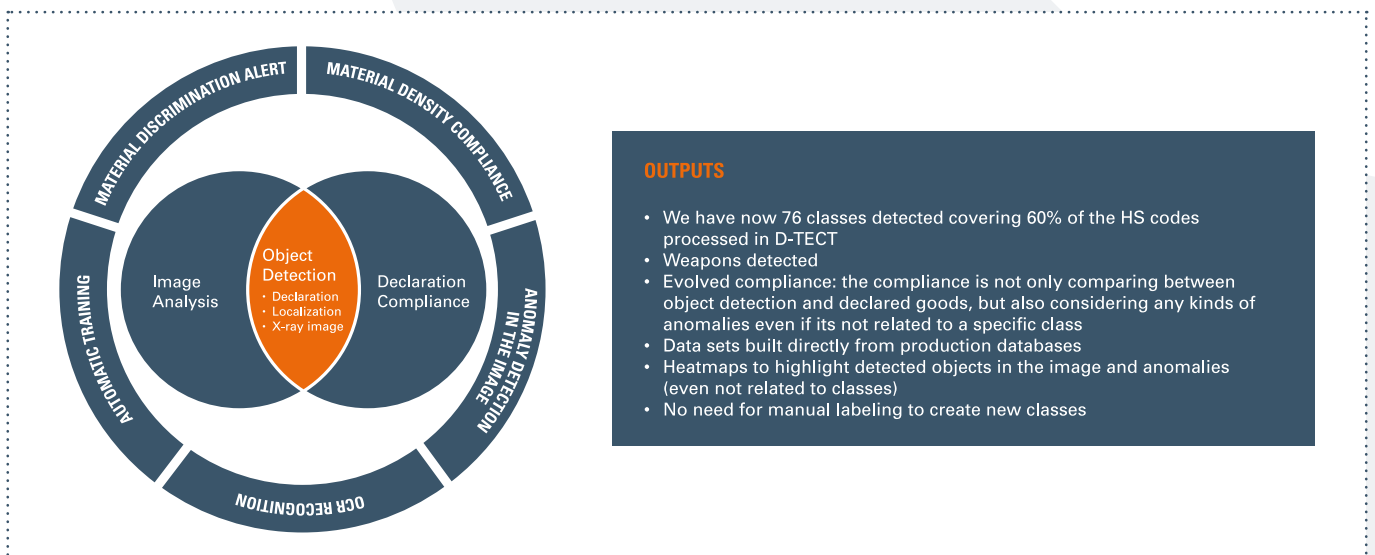 MATERIAL DISCRIMINATION ALERT
MATERIAL DENSITY COMPLIANCE
ANOMALY DETECTION
IN THE IMAGE
OCR RECOGNITION
AUTOMATIC TRAINING
Image
Analysis
Object
Detection
• Declaration
• Localization
• X-ray image
Declaration
Compliance
OUTPUTS
• We have now 76 classes detected covering 60% of the HS codes
processed in D-TECT
• Weapons detected
• Evolved compliance: the compliance is not only comparing between
object detection and declared goods, but also considering any kinds of
anomalies even if its not related to a specific class
• Data sets built directly from production databases
• Heatmaps to highlight detected objects in the image and anomalies
(even not related to classes)
• No need for manual labeling to create new classes